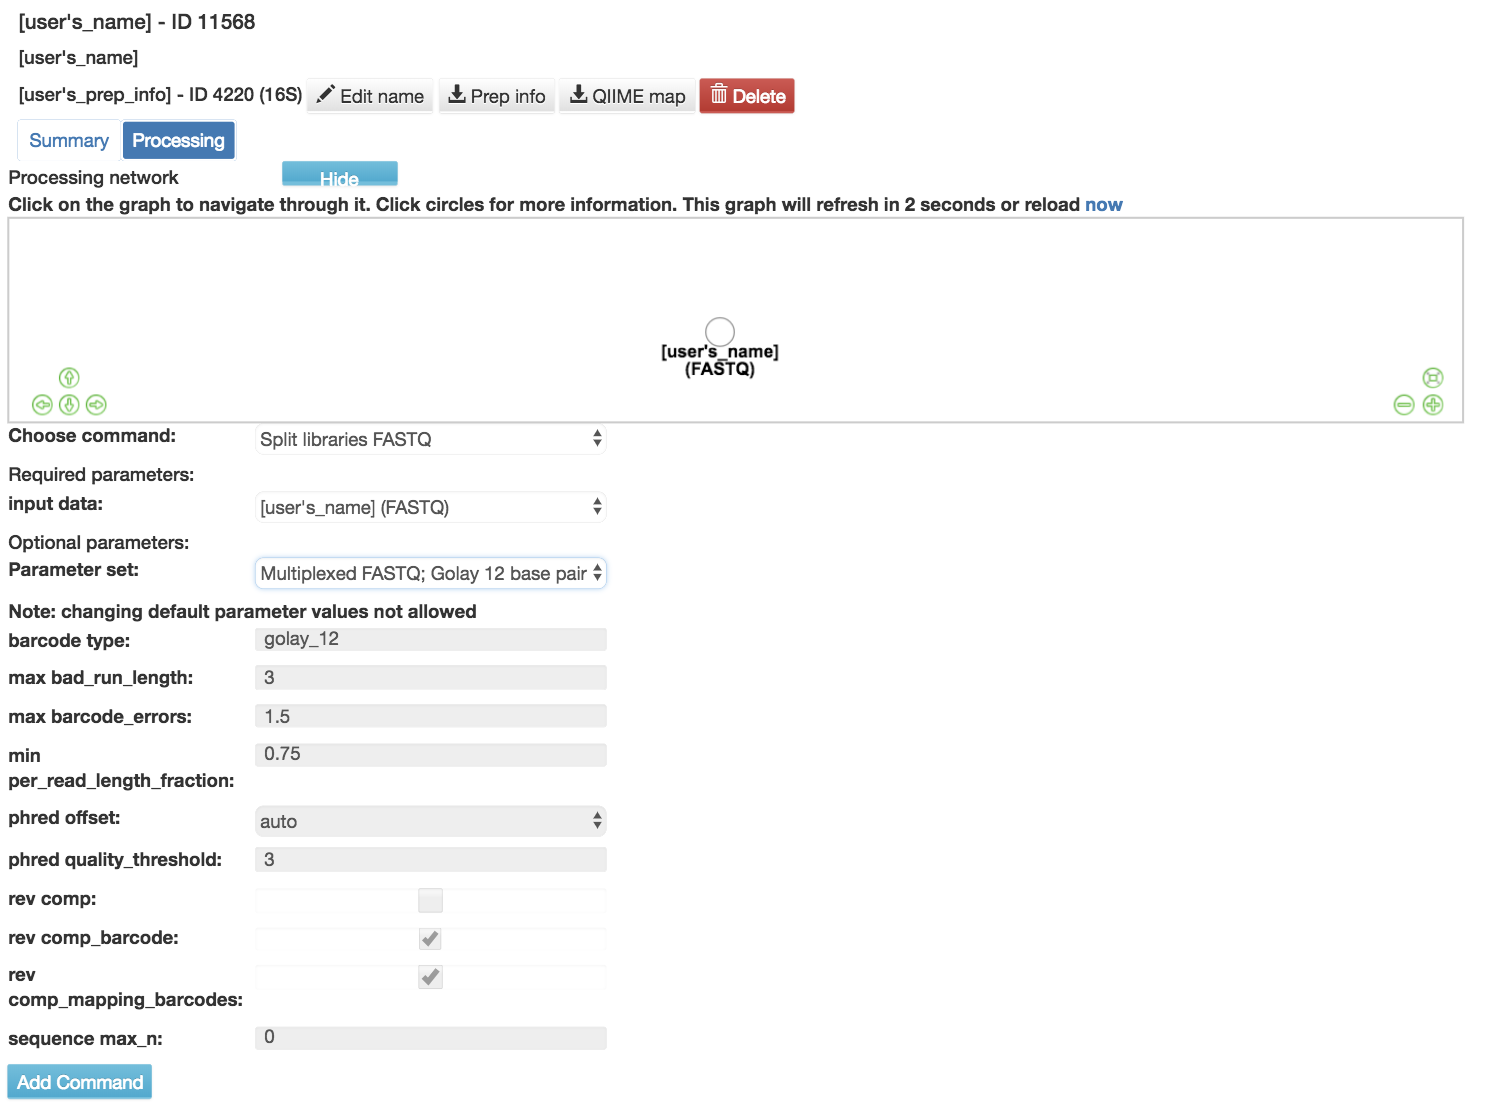 [user's_name] - ID 11568
[user's_name]
[user's_prep_info] - ID 4220 (16S) Edit name Prep info QIIME map Delete
Summary Processing
Processing network Hide
Click on the graph to navigate through it. Click circles for more information. This graph will refresh in 2 seconds or reload now
[user's_name]
(FASTQ)
Choose command: Split libraries FASTQ
Required parameters:
input data: [user's_name] (FASTQ)
Optional parameters:
Parameter set: Multiplexed FASTQ; Golay 12 base pair
Note: changing default parameter values not allowed
barcode type: golay_12
max bad_run_length: 3
max barcode_errors: 1.5
min 0.75
per_read_length_fraction:
phred offset: auto
phred quality_threshold: 3
rev comp:
rev comp_barcode:
rev
comp_mapping_barcodes:
sequence max_n: 0
Add Command